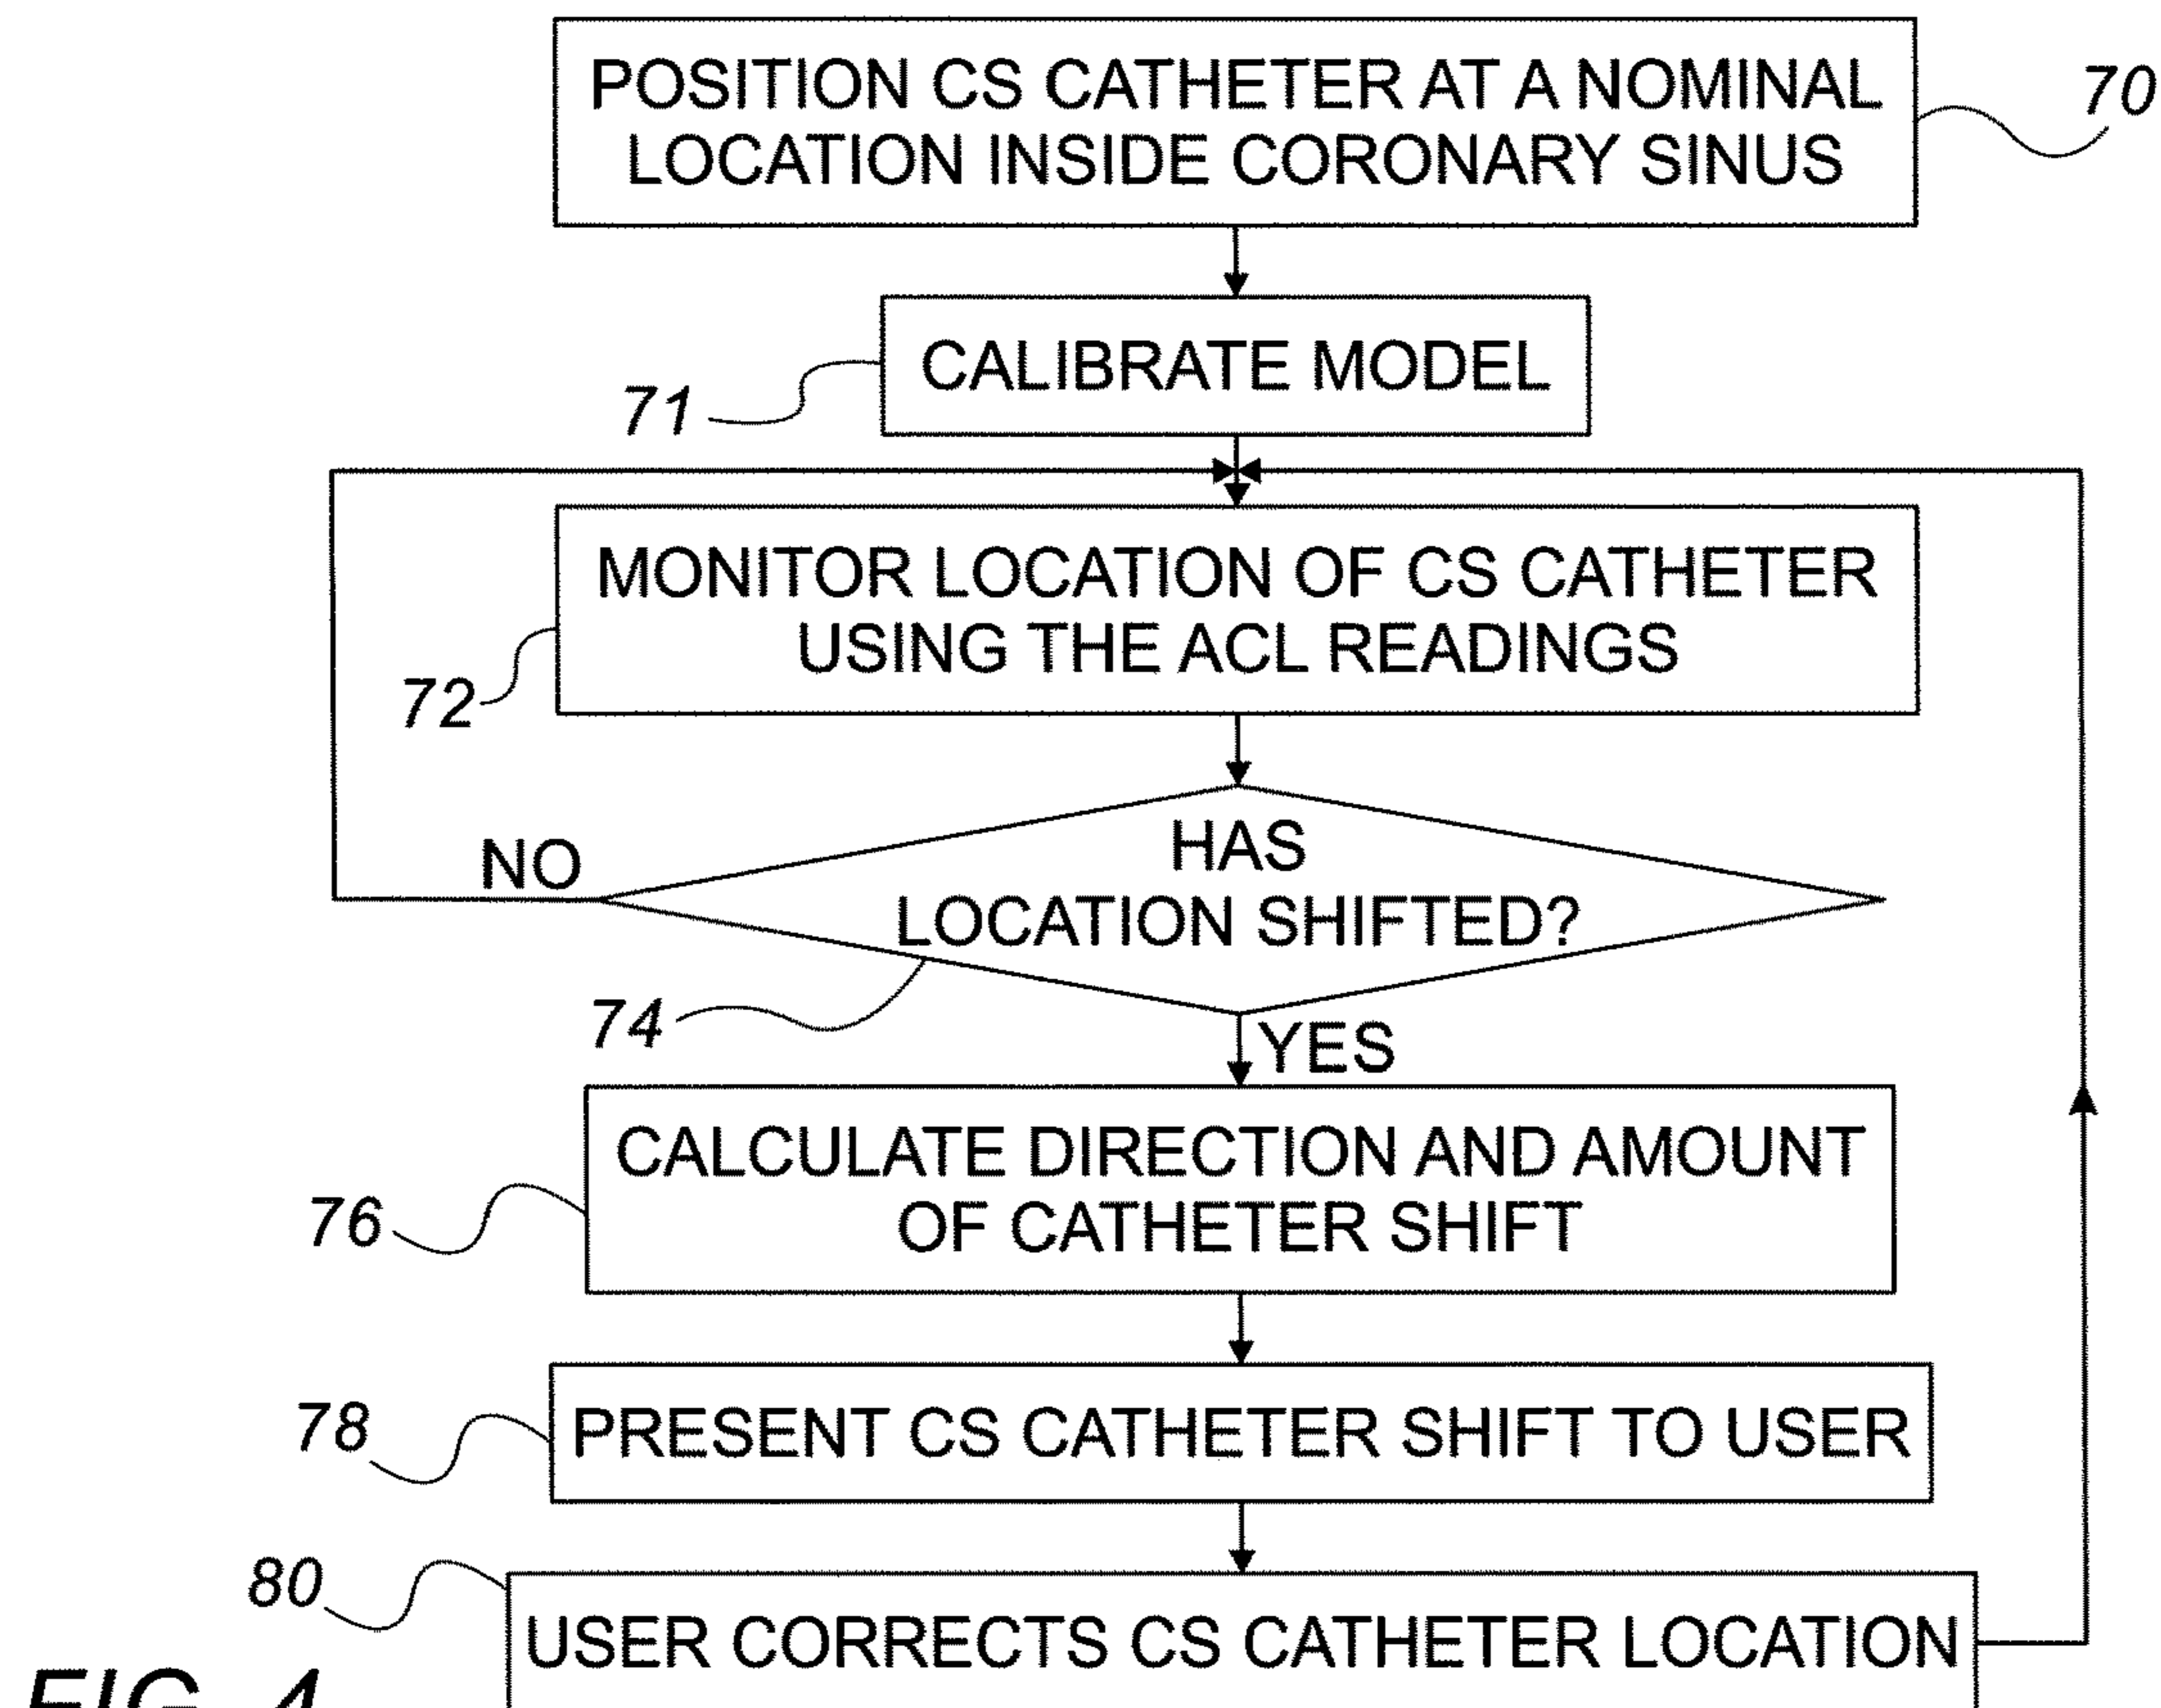 POSITION CS CATHETER AT A NOMINAL
LOCATION INSIDE CORONARY SINUS
70
CALIBRATE MODEL
71
MONITOR LOCATION OF CS CATHETER
USING THE ACL READINGS
72
HAS
LOCATION SHIFTED?
NO
74
YES
CALCULATE DIRECTION AND AMOUNT
OF CATHETER SHIFT
76
PRESENT CS CATHETER SHIFT TO USER
78
80
USER CORRECTS CS CATHETER LOCATION
FIG. 4